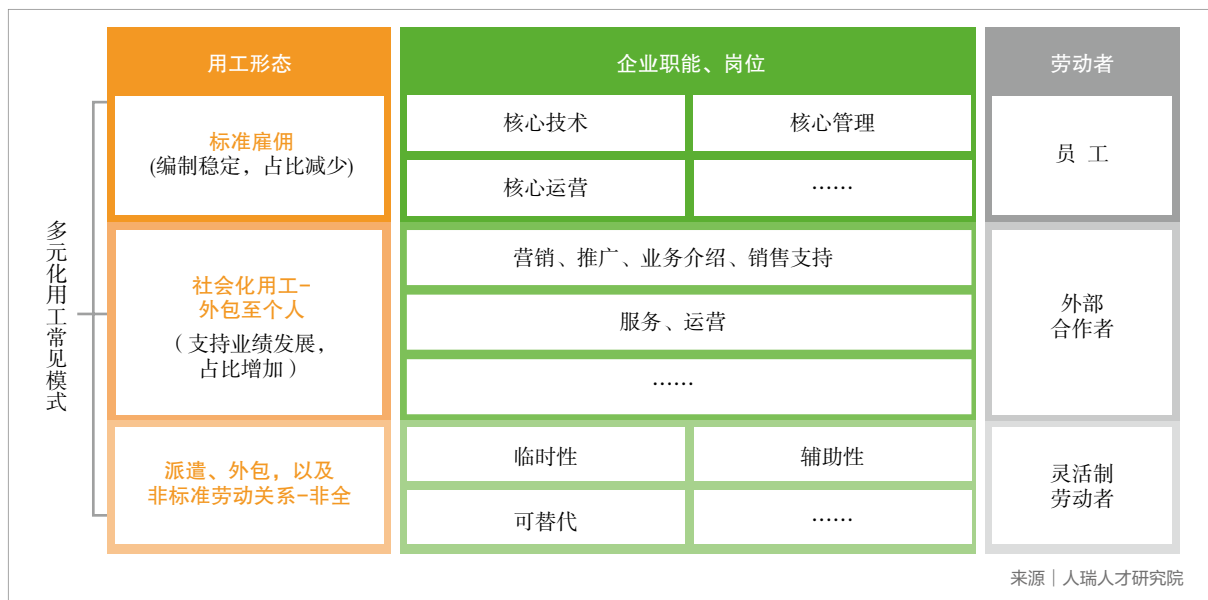 用工形态
企业职能、岗位
劳动者
多元化用工常见模式
标准雇佣
(编制稳定，占比减少)
核心技术
核心管理
核心运营
……
员 工
社会化用工-
外包至个人
（支持业绩发展，
占比增加）
营销、推广、业务介绍、销售支持
服务、运营
……
外部
合作者
派遣、外包，以及
非标准劳动关系-非全
临时性
辅助性
可替代
……
灵活制
劳动者
来源｜人瑞人才研究院